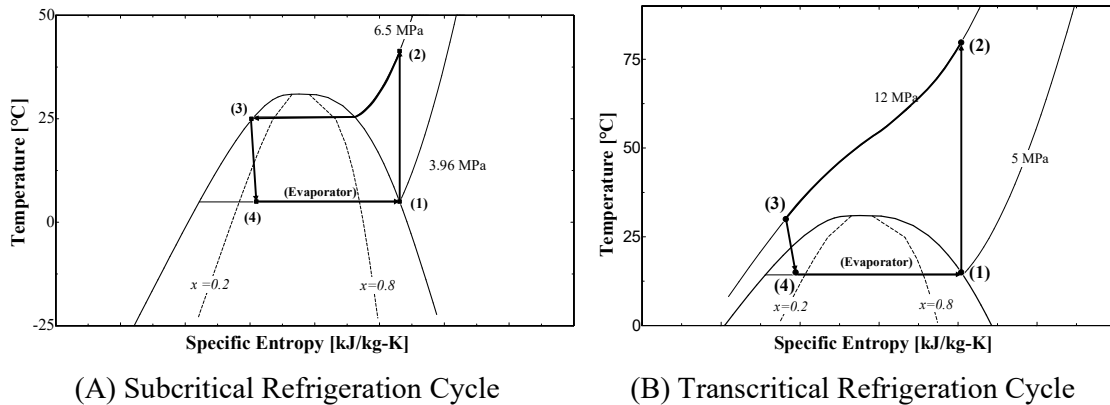 50
25
0
-25
Temperature [°C]
6.5 MPa
(2)
(3)
3.96 MPa
(Evaporator)
(4)
(1)
x=0.2
x=0.8
Specific Entropy [kJ/kg-K]
(A) Subcritical Refrigeration Cycle
75
50
25
0
Temperature [°C]
(2)
12 MPa
5 MPa
(3)
(Evaporator)
(4)
(1)
x=0.2
x=0.8
Specific Entropy [kJ/kg-K]
(B) Transcritical Refrigeration Cycle